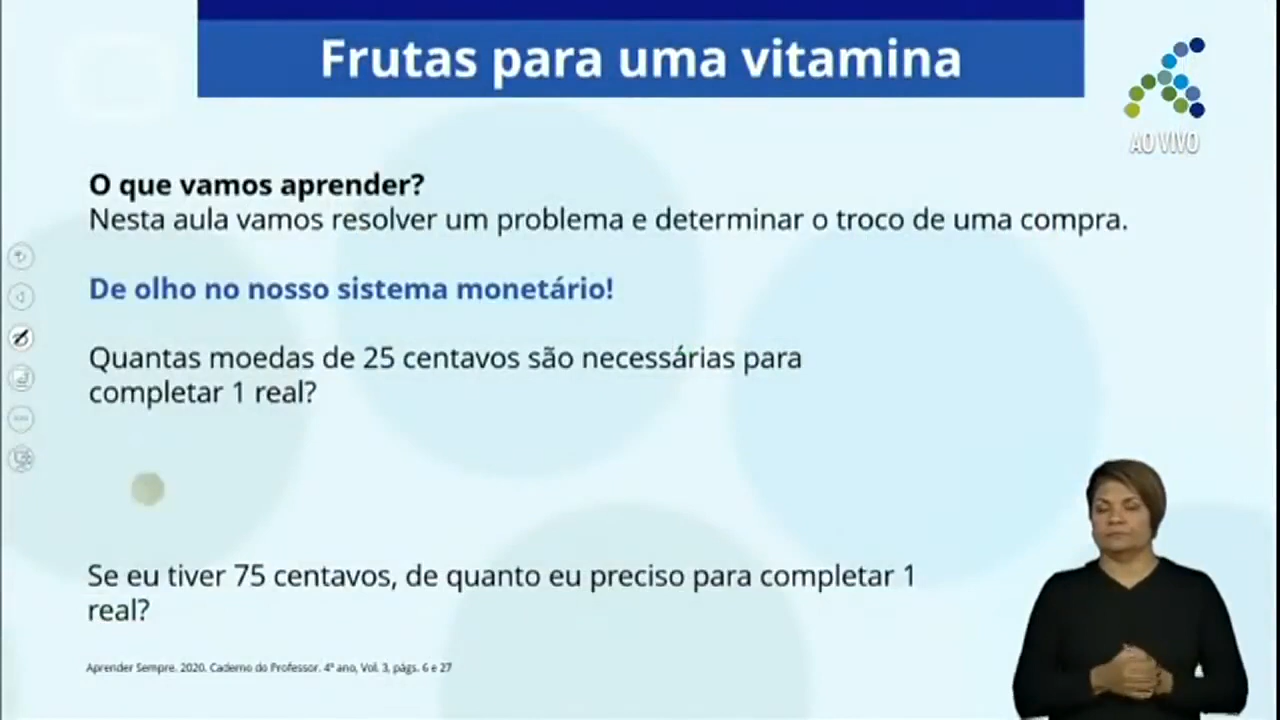 Frutas para uma vitamina
AO VIVO
O que vamos aprender?
Nesta aula vamos resolver um problema e determinar o troco de uma compra.
De olho no nosso sistema monetário!
Quantas moedas de 25 centavos são necessárias para
completar 1 real?
Se eu tiver 75 centavos, de quanto eu preciso para completar 1
real?
Aprender Sempre. 2020. Caderno do Professor. 4º ano, Vol. 3, págs. 6 e 27